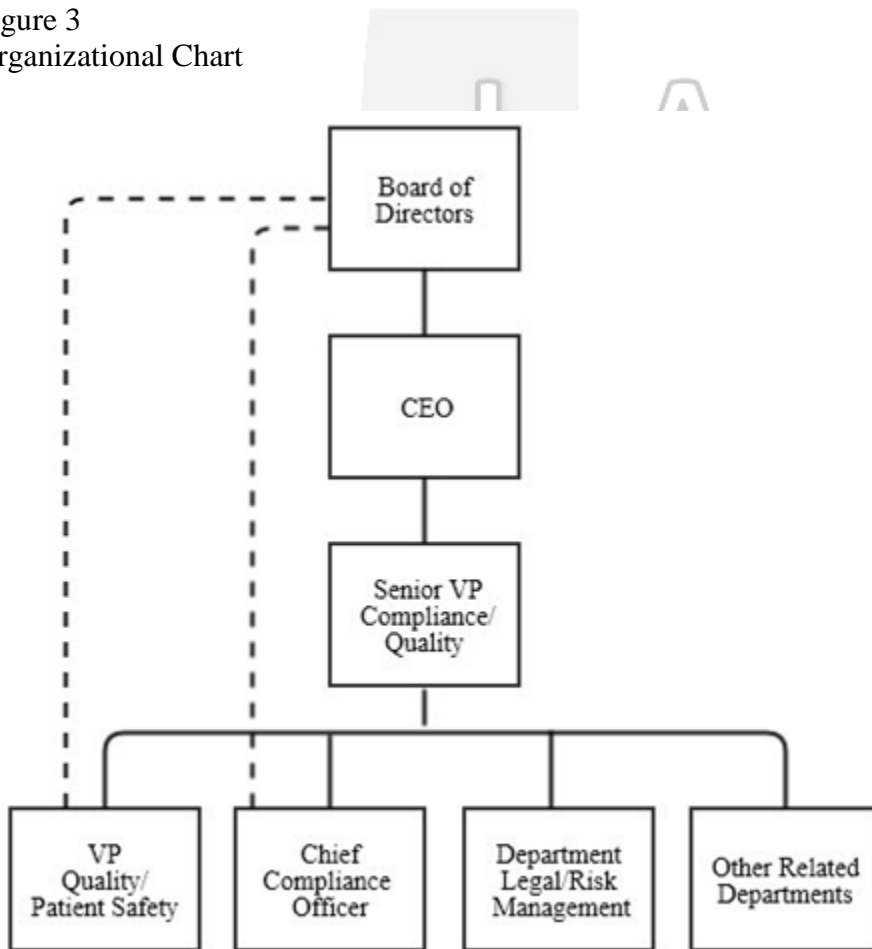 gure 3
rganizational Chart
Board of
Directors
CEO
Senior VP
Compliance/
Quality
VP
Quality/
Patient Safety
Chief
Compliance
Officer
Department
Legal/Risk
Management
Other Related
Departments